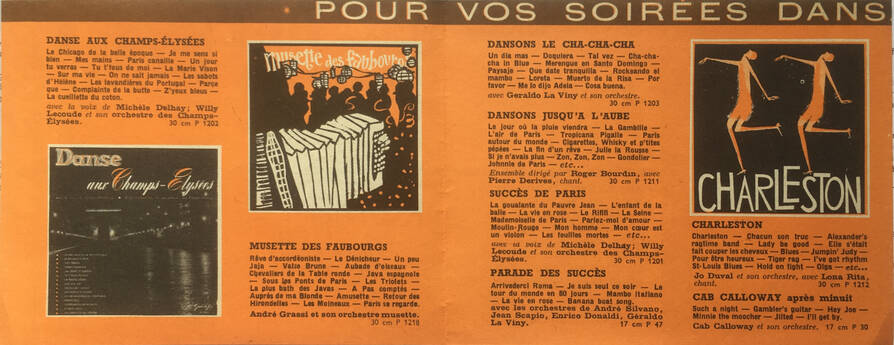 POUR VOS SOIRÉES DANS
DANSE AUX CHAMPS-ÉLYSÉES
Le Chicago de la belle époque — Je me sens si
bien — Mes mains — Paris canaille — Un jour
tu verras — Tu t'fous de moi — La Marie Vison
— Sur ma vie — On ne sait jamais — Les sabots
d'Hélène — Les lavandières du Portugal — Parce
que — Complainte de la butte — Z'yeux bleus —
La cueillette du coton.
avec la voix de Michèle Delhay; Willy
Lecoude et son orchestre des Champs-
Élysées.
30 cm P 1202
Danse
aux Champs-Elysées
musette des faubourgs
MUSETTE DES FAUBOURGS
Rêve d'accordéoniste — Le Dénicheur — Un peu
Jaja — Valse Brune — Aubade d'oiseaux —
Chevaliers de la Table ronde — Java espagnole
— Sous les Ponts de Paris — Les Triolets —
La plus bath des Javas — A Pas comptés —
Auprès de ma Blonde — Amusette — Retour des
Hirondelles — Les Moineaux — Paris se regarde.
André Grassi et son orchestre musette.
30 cm P 1218
DANSONS LE CHA-CHA-CHA
Un dia mas — Doquiera — Tal vez — Cha-cha-
cha in Blue — Merengue en Santo Domingo —
Paysaje — Que date tranquilla — Rocksando el
mambo — Loreta — Muerto de la Risa — Por
favor — Me lo dijo Adela — Cosa buena.
avec Geraldo La Viny et son orchestre.
30 cm P 1203
DANSONS JUSQU'A L'AUBE
Le jour où la pluie viendra — La Gambille —
L'air de Paris — Tropicana Pigalle — Paris
autour du monde — Cigarettes, Whisky et p'tites
pépées — La fin d'un rêve — Julie la Rousse —
Si je n'avais plus — Zon, Zon, Zon — Gondolier —
Johnnie de Paris — etc...
Ensemble dirigé par Roger Bourdin, avec
Pierre Derives, chant.
30 cm P 1211
SUCCÈS DE PARIS
La goualante du Pauvre Jean — L'enfant de la
balle — La vie en rose — Le Rififi — La Seine —
Mademoiselle de Paris — Parlez-moi d'amour —
Moulin-Rouge — Mon homme — Mon cœur est
un violon — Les feuilles mortes — etc...
avec la voix de Michèle Delhay; Willy
Lecoude et son orchestre des Champs-
Élysées.
30 cm P 1201
PARADE DES SUCCÈS
Arrivederci Roma — Je suis seul ce soir — Le
tour du monde en 80 jours — Mambo Italiano
— La vie en rose — Banana boat song.
avec les orchestres de André Silvano,
Jean Scapio, Enrico Donaldi, Géraldo
La Viny.
17 cm P 47
CHARLESTON
CHARLESTON
Charleston — Chacun son truc — Alexander's
ragtime band — Lady be good — Elle s'était
fait couper les cheveux — Blues — Jumpin' Judy —
Pour être heureux — Tiger rag — I've got rhythm
St-Louis Blues — Hold on light — Olga — etc...
Jo Duval et son orchestre, avec Lona Rita,
chant.
30 cm P 1212
CAB CALLOWAY après minuit
Such a night — Gambler's guitar — Hey Joe —
Minnie the moocher — Jilted — I'll get by.
Cab Calloway et son orchestre.
17 cm P 30